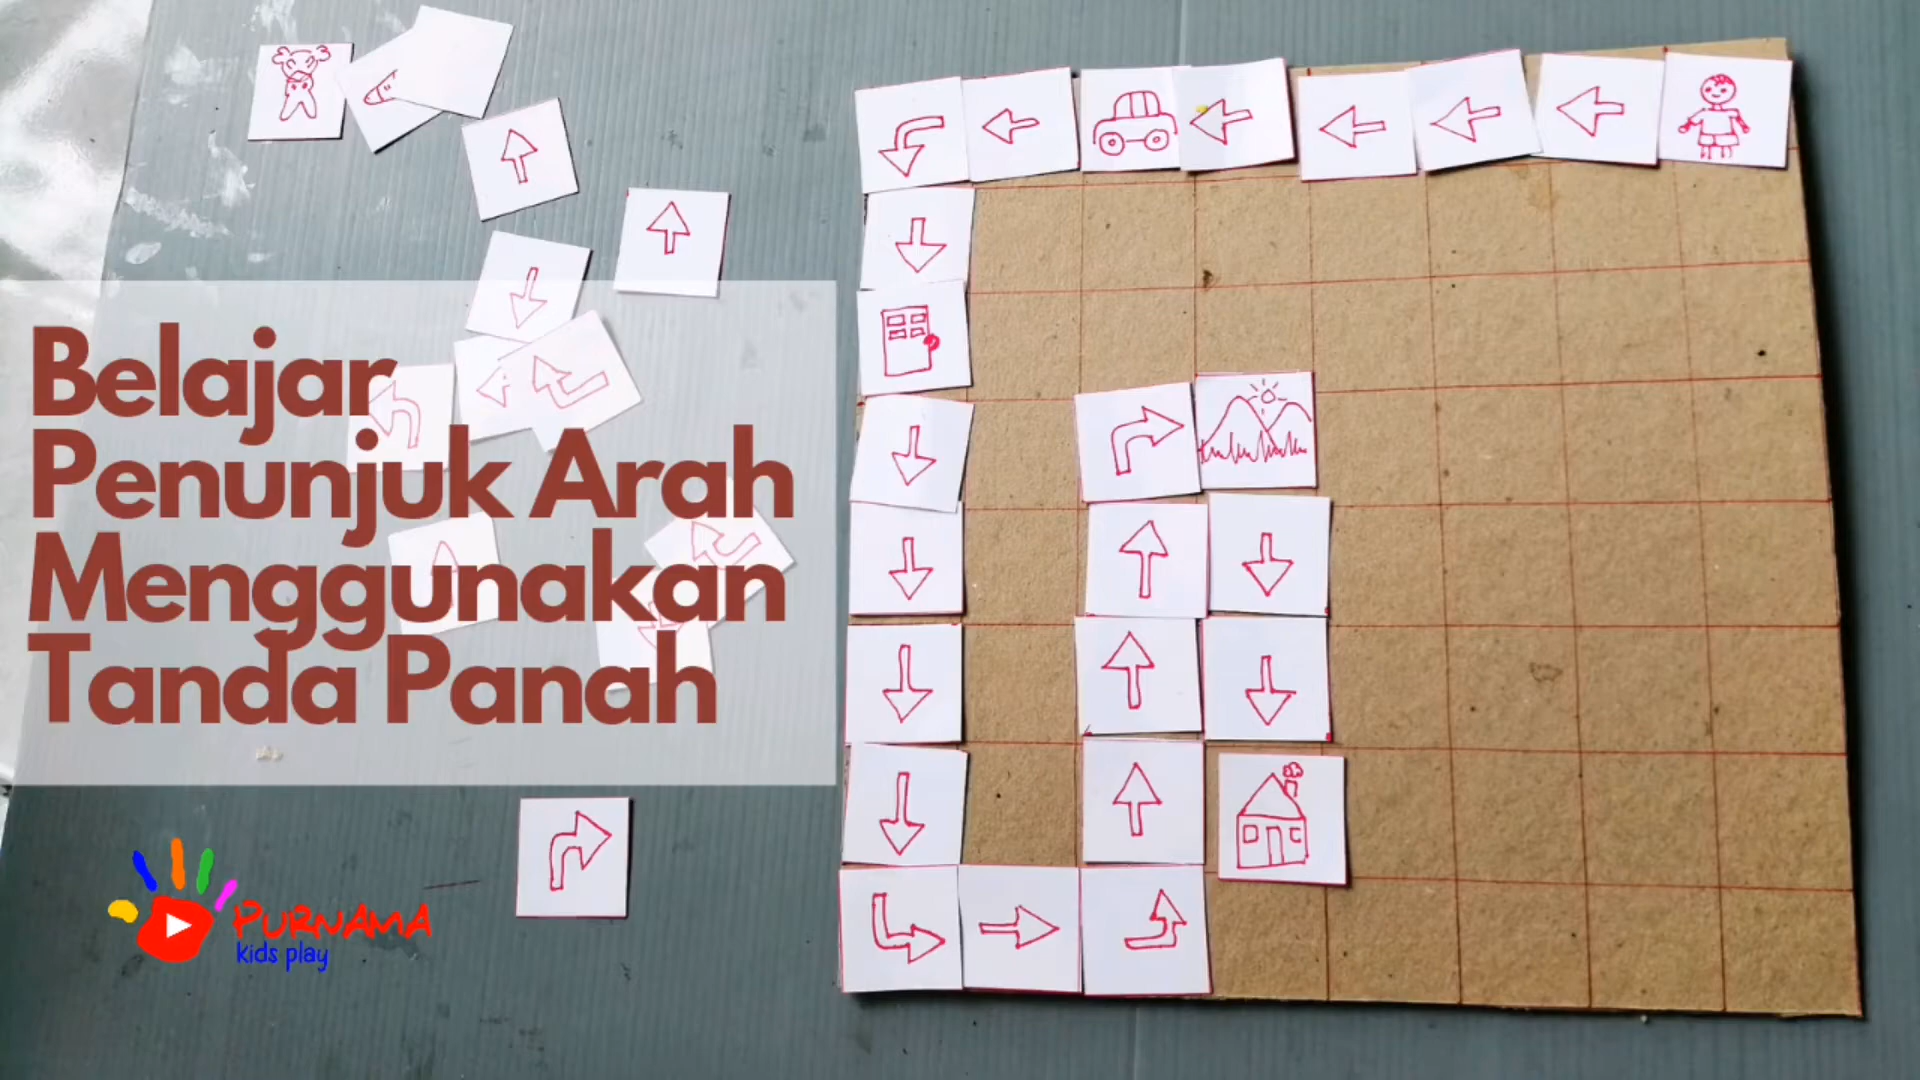 Belajar
Penunjuk Arah
Menggunakan
Tanda Panah
PURNAMA
kids play